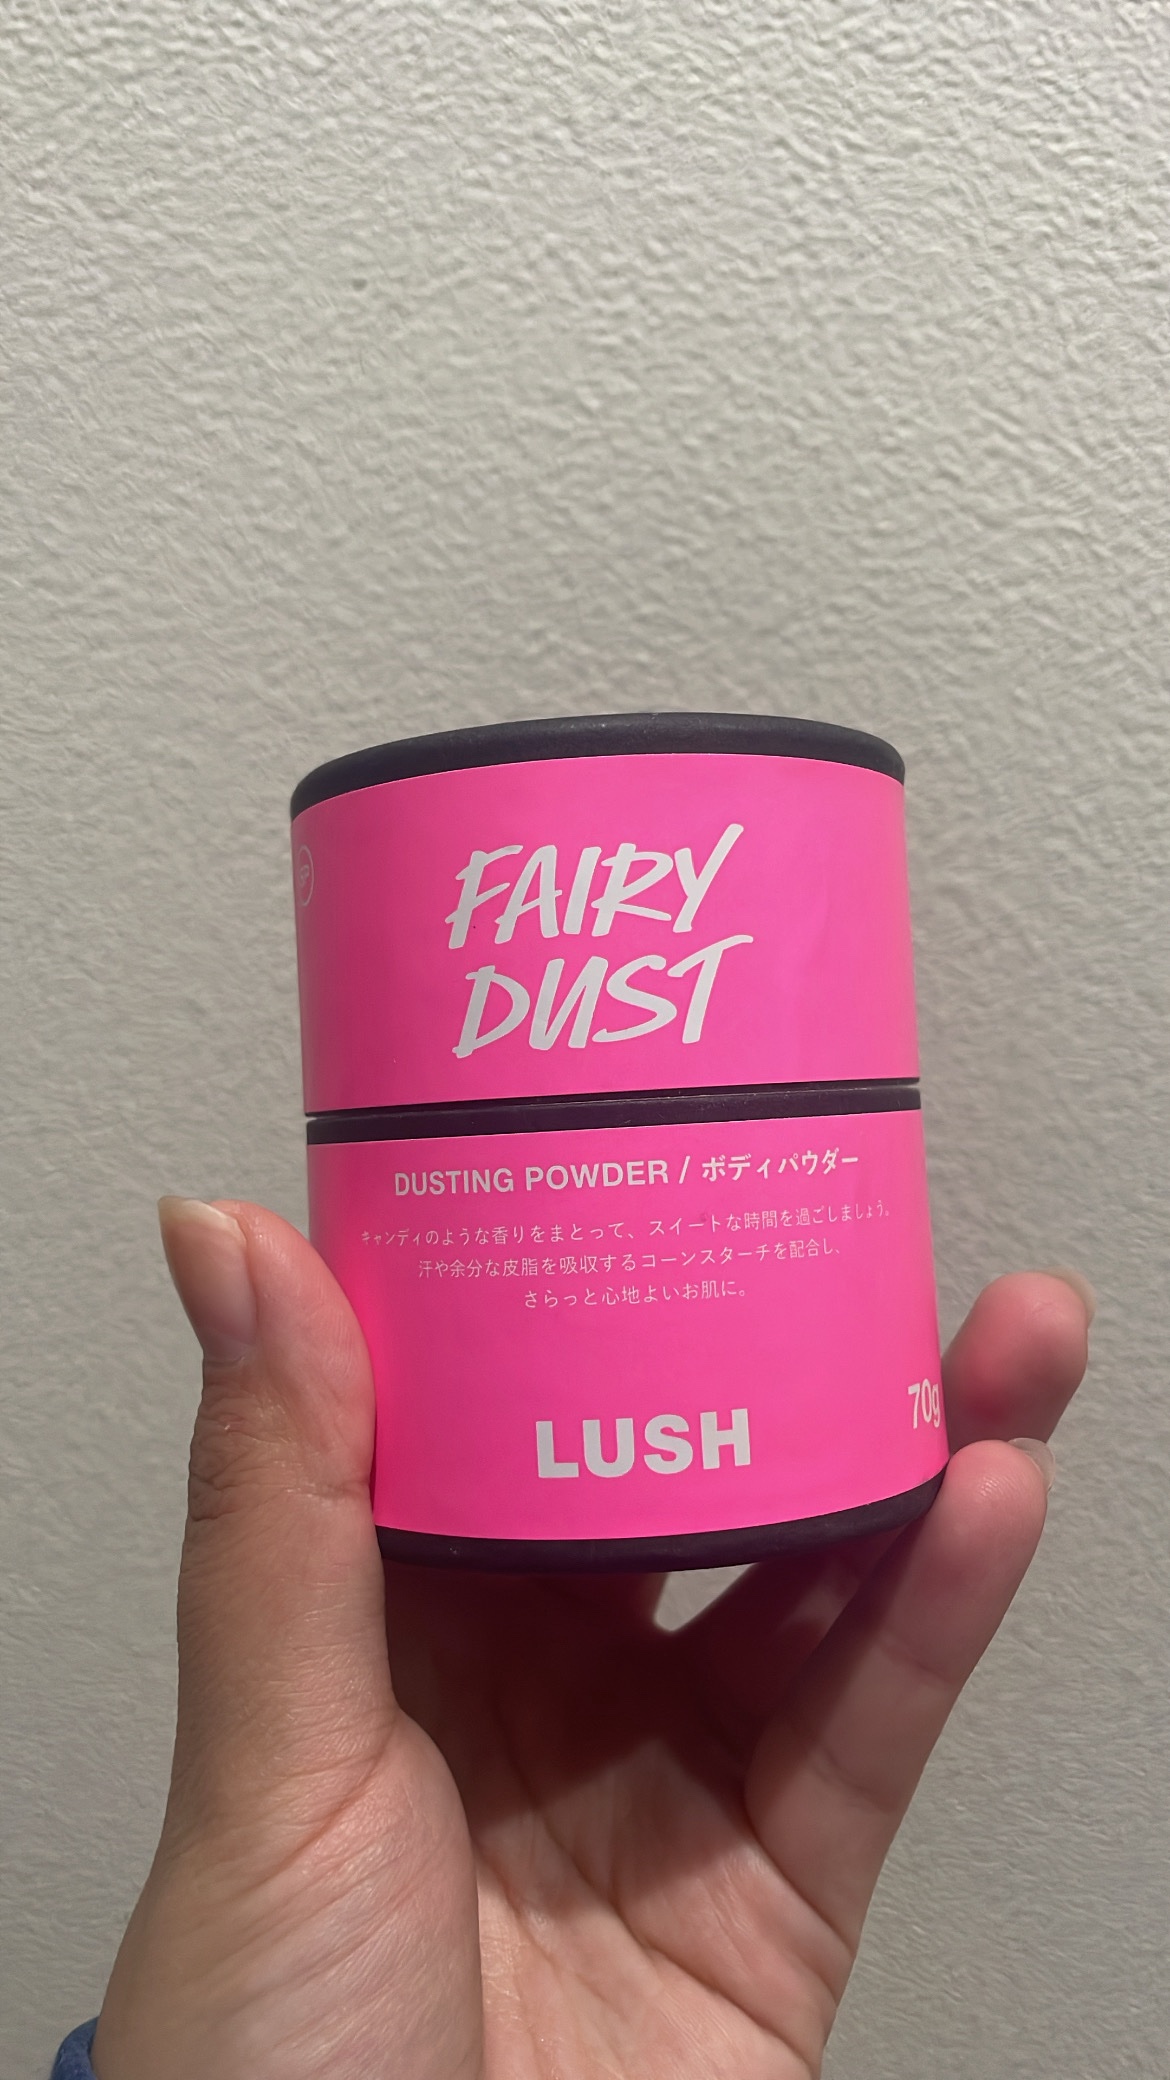 FAIRY
DUST
DUSTING POWDER / ボディパウダー
キャンディのような香りをまとって、スイートな時間を過ごしましょう。
汗や余分な皮脂を吸収するコーンスターチを配合し、
さらっと心地よいお肌に。
70g
LUSH